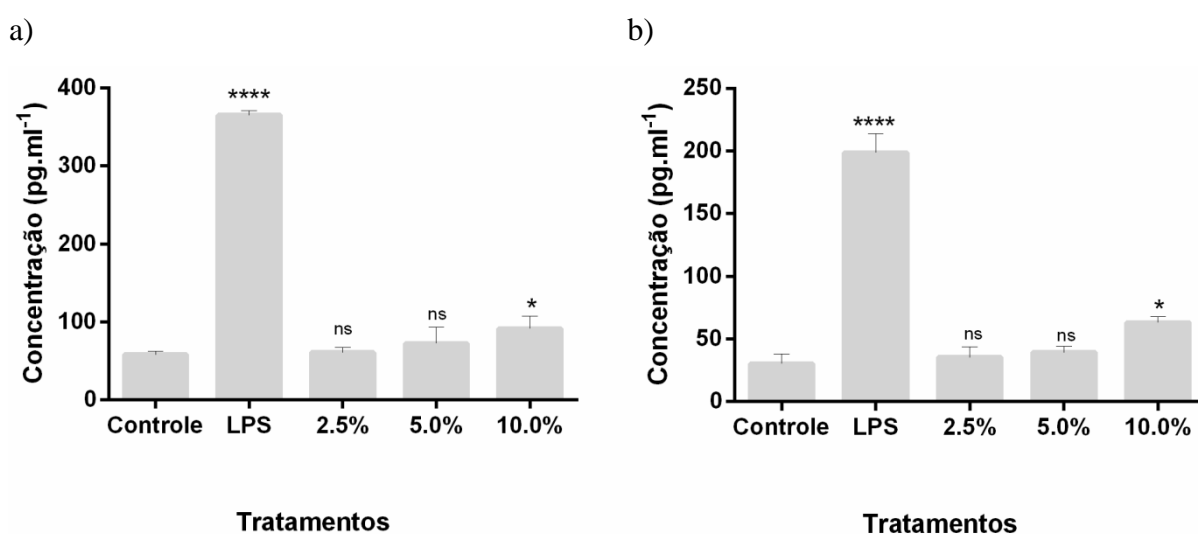 a)
Concentração (pg.ml-1)
400
300
200
100
0
****
ns
ns
*
Controle LPS 2.5% 5.0% 10.0%
Tratamentos
b)
Concentração (pg.ml-1)
250
200
150
100
50
0
****
ns
ns
*
Controle LPS 2.5% 5.0% 10.0%
Tratamentos